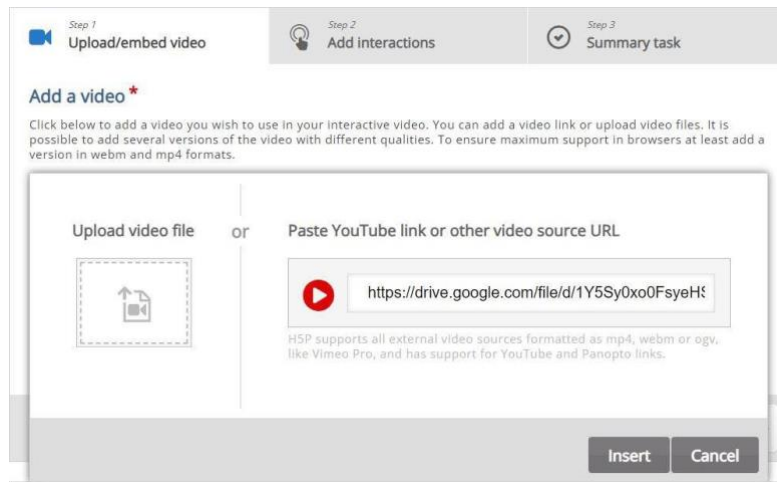 Step 1
Upload/embed video
Step 2
Add interactions
Step 3
Summary task
Add a video *
Click below to add a video you wish to use in your interactive video. You can add a video link or upload video files. It is
possible to add several versions of the video with different qualities. To ensure maximum support in browsers at least add a
version in webm and mp4 formats.
Upload video file
or
Paste YouTube link or other video source URL
https://drive.google.com/file/d/1Y5Sy0xo0FsyeHS
H5P supports all external video sources formatted as mp4, webm or ogv,
like Vimeo Pro, and has support for YouTube and Panopto links.
Insert
Cancel